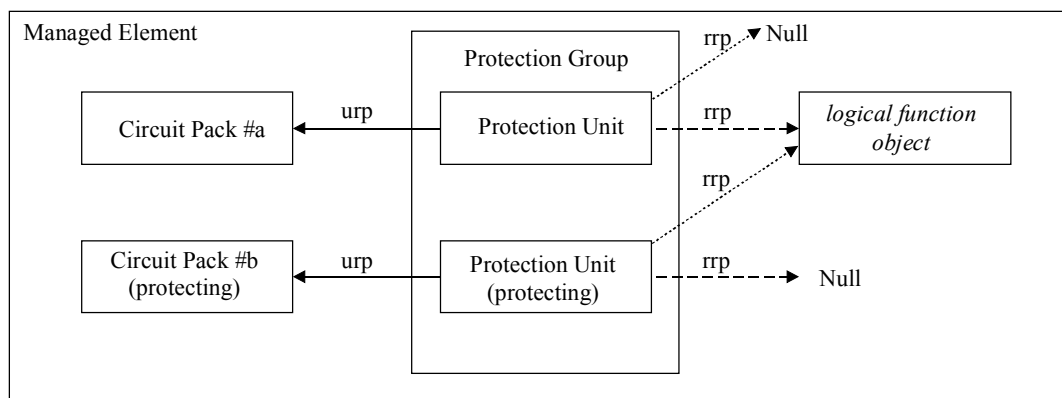 Managed Element
Protection Group
rrp
Null
Circuit Pack #a
urp
Protection Unit
rrp
logical function
object
rrp
Circuit Pack #b
(protecting)
urp
Protection Unit
(protecting)
rrp
Null